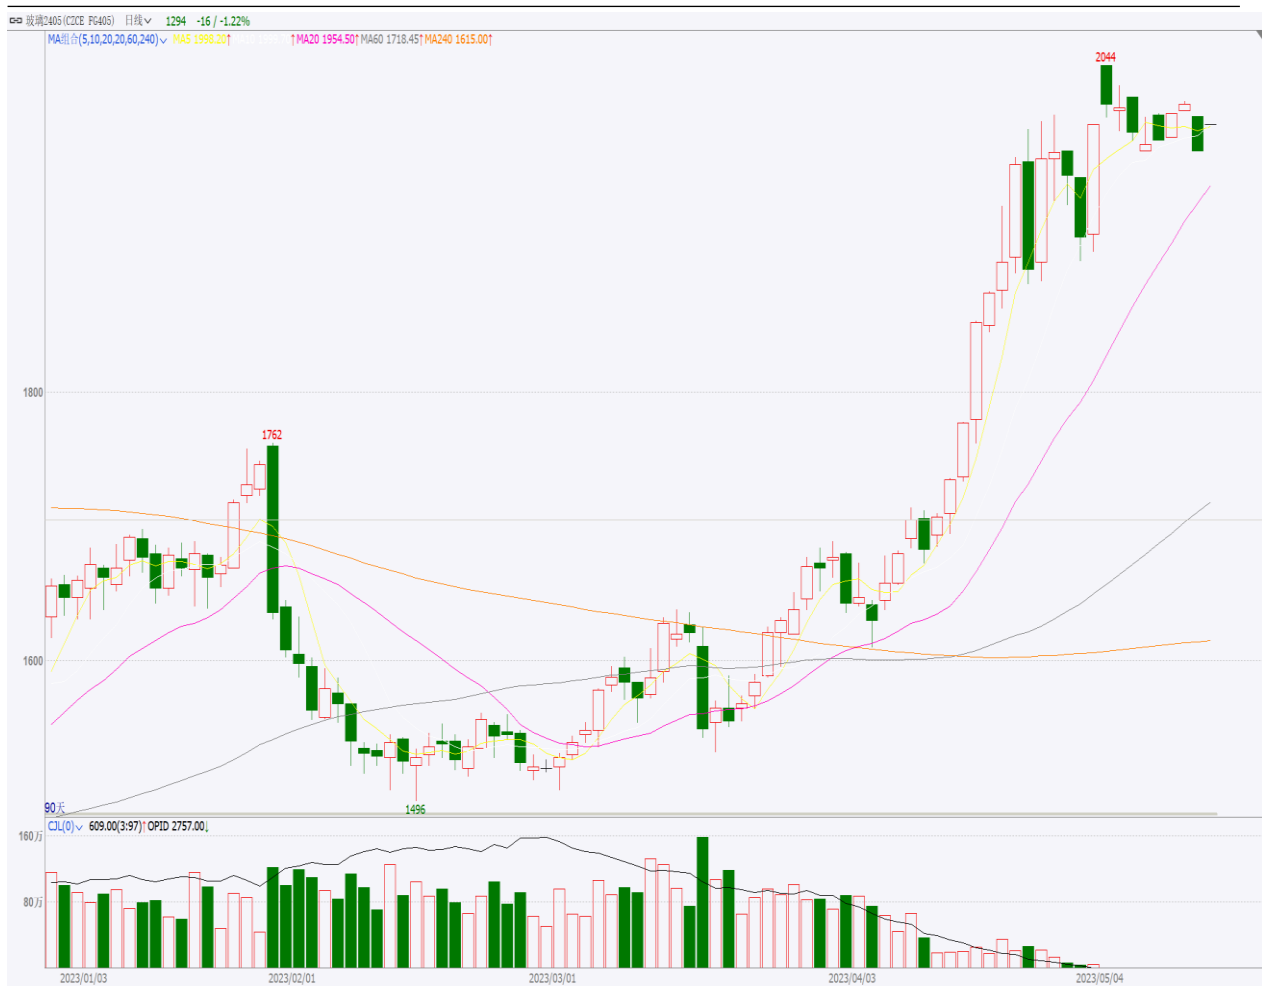 玻璃2405(CZCE FG405) 日线 1294 -16 / -1.22%
MA组合(5,10,20,20,60,240) MA5 1998.20↑ ↑MA20 1954.50↑MA60 1718.45↑MA240 1615.00↑
2044
1800
1762
1600
1496
90天
CJL(0) 609.00(3:97)↑OPID 2757.00↓
160万
80万
2023/01/03 2023/02/01 2023/03/01 2023/04/03 2023/05/04